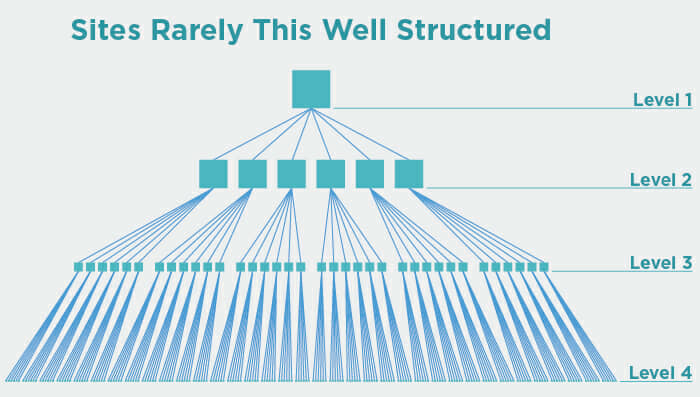 Sites Rarely This Well Structured
Level 1
Level 2
Level 3
Level 4